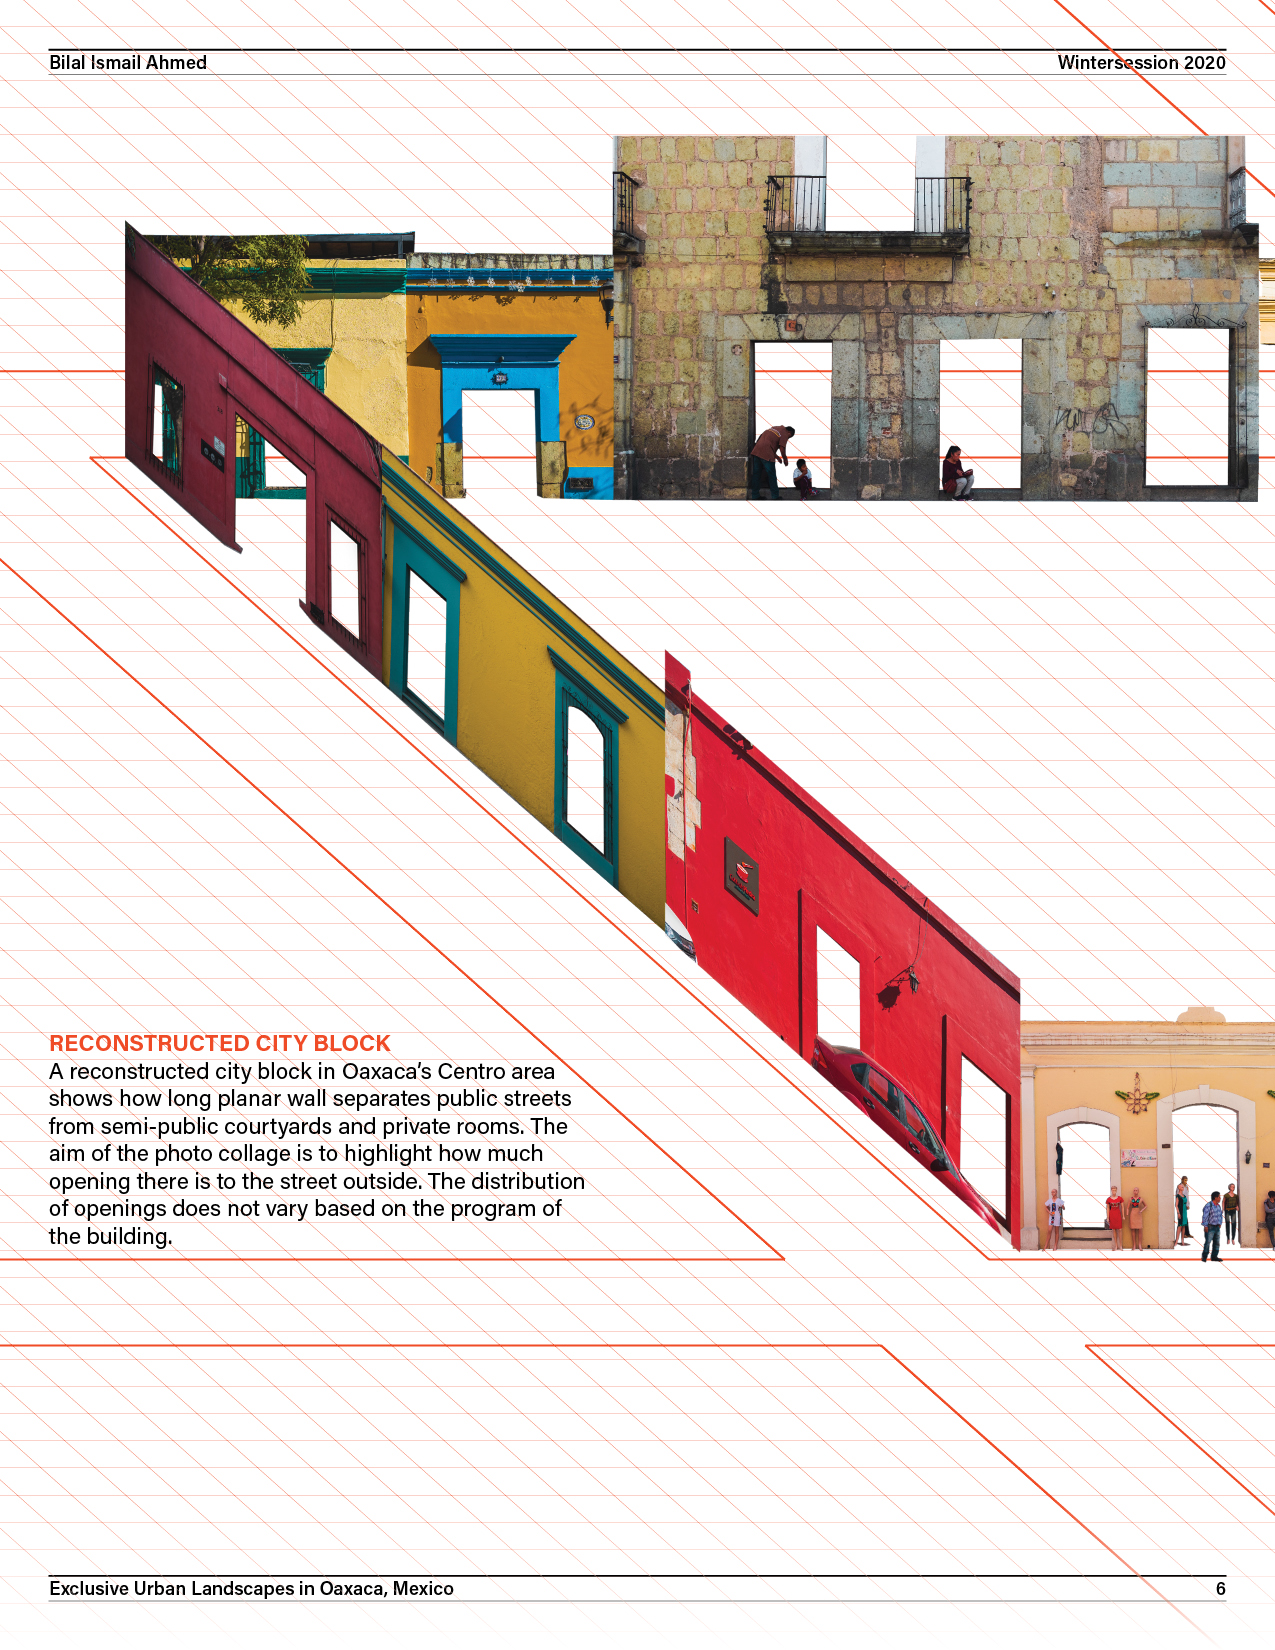 Bilal Ismail Ahmed
Wintersession 2020
RECONSTRUCTED CITY BLOCK
A reconstructed city block in Oaxaca’s Centro area
shows how long planar wall separates public streets
from semi-public courtyards and private rooms. The
aim of the photo collage is to highlight how much
opening there is to the street outside. The distribution
of openings does not vary based on the program of
the building.
Exclusive Urban Landscapes in Oaxaca, Mexico
6